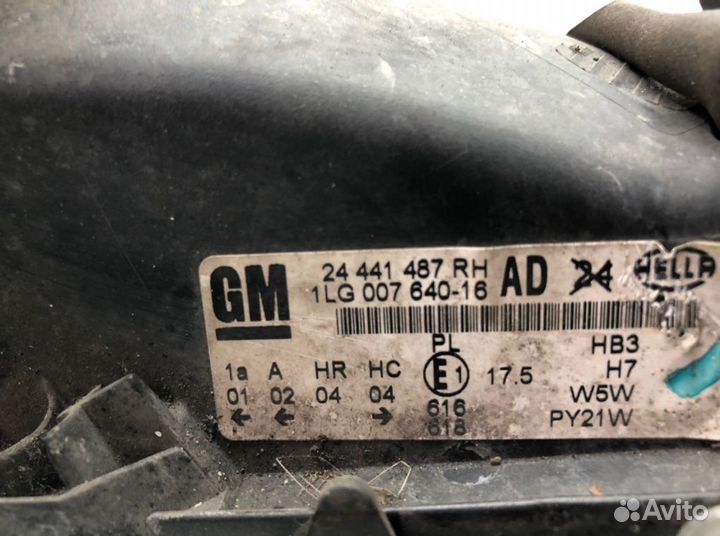 GM
24 441 487 RH AD 24 HELLA
1LG 007 640-16
PL HB3
1a A HR HC E1 17.5 H7
01 02 04 04 W5W
← ← → 616 PY21W
618
Avito